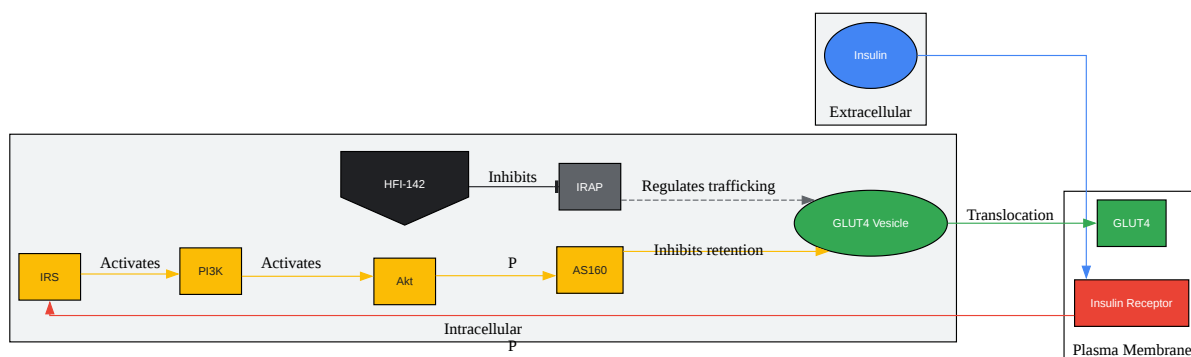 Insulin
Extracellular
HFI-142
Inhibits
IRAP
Regulates trafficking
GLUT4 Vesicle
Translocation
GLUT4
IRS
Activates
PI3K
Activates
Akt
P
AS160
Inhibits retention
Insulin Receptor
Intracellular
P
Plasma Membrane